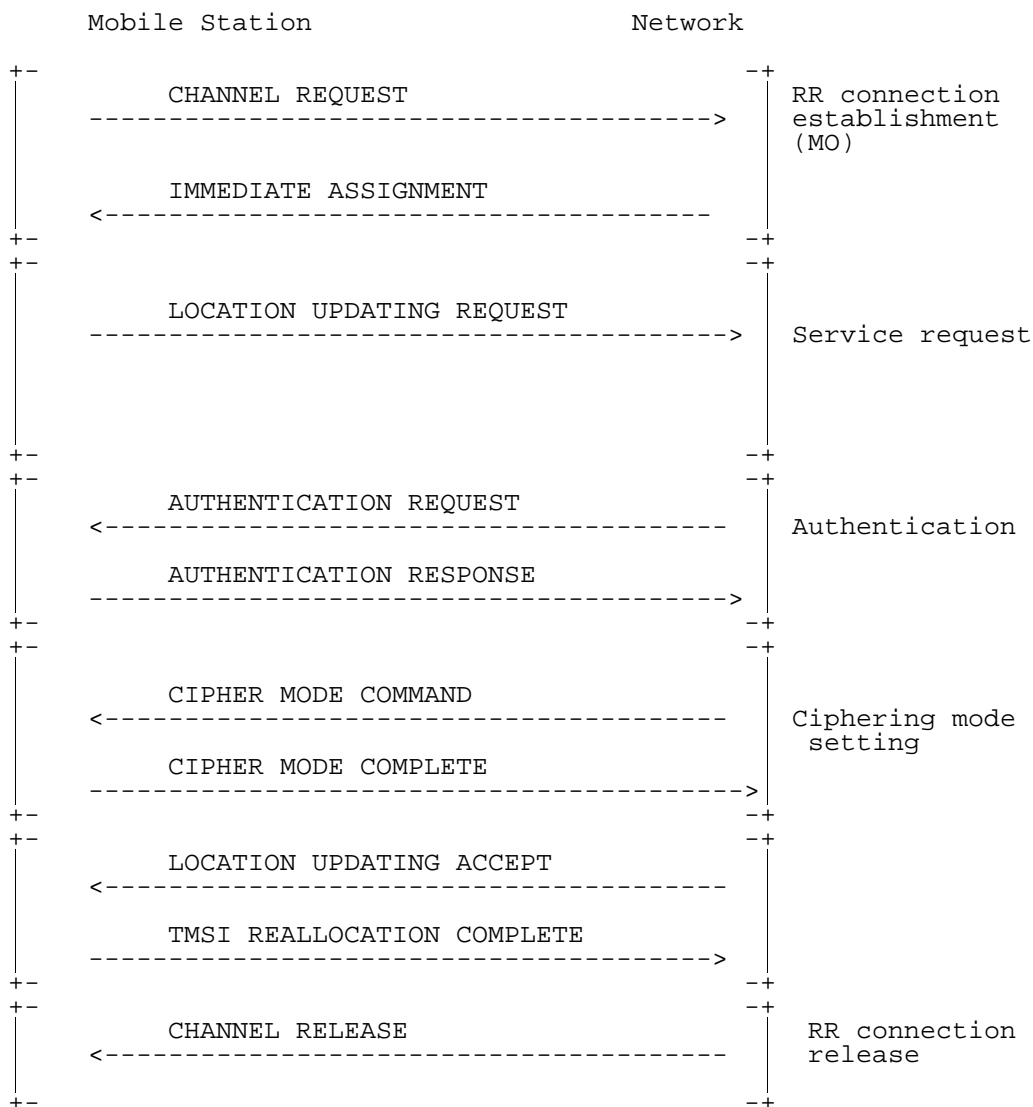 Mobile Station Network
CHANNEL REQUEST
RR connection
establishment
(MO)
IMMEDIATE ASSIGNMENT
LOCATION UPDATING REQUEST
Service request
AUTHENTICATION REQUEST
Authentication
AUTHENTICATION RESPONSE
CIPHER MODE COMMAND
Ciphering mode
setting
CIPHER MODE COMPLETE
LOCATION UPDATING ACCEPT
TMSI REALLOCATION COMPLETE
CHANNEL RELEASE
RR connection
release